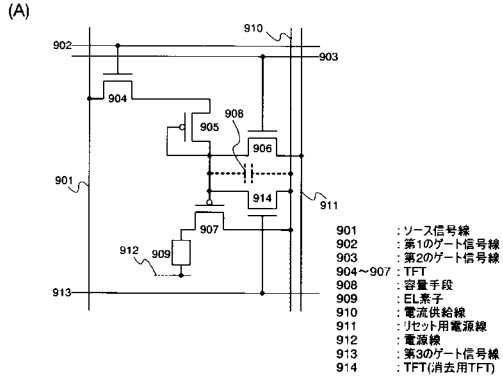 (A)
910
902
903
904
908
905
906
901
914
911
907
912
909
913
901 : ソース信号線
902 : 第1のゲート信号線
903 : 第2のゲート信号線
904～907 : TFT
908 : 容量手段
909 : EL素子
910 : 電流供給線
911 : リセット用電源線
912 : 電源線
913 : 第3のゲート信号線
914 : TFT(消去用TFT)